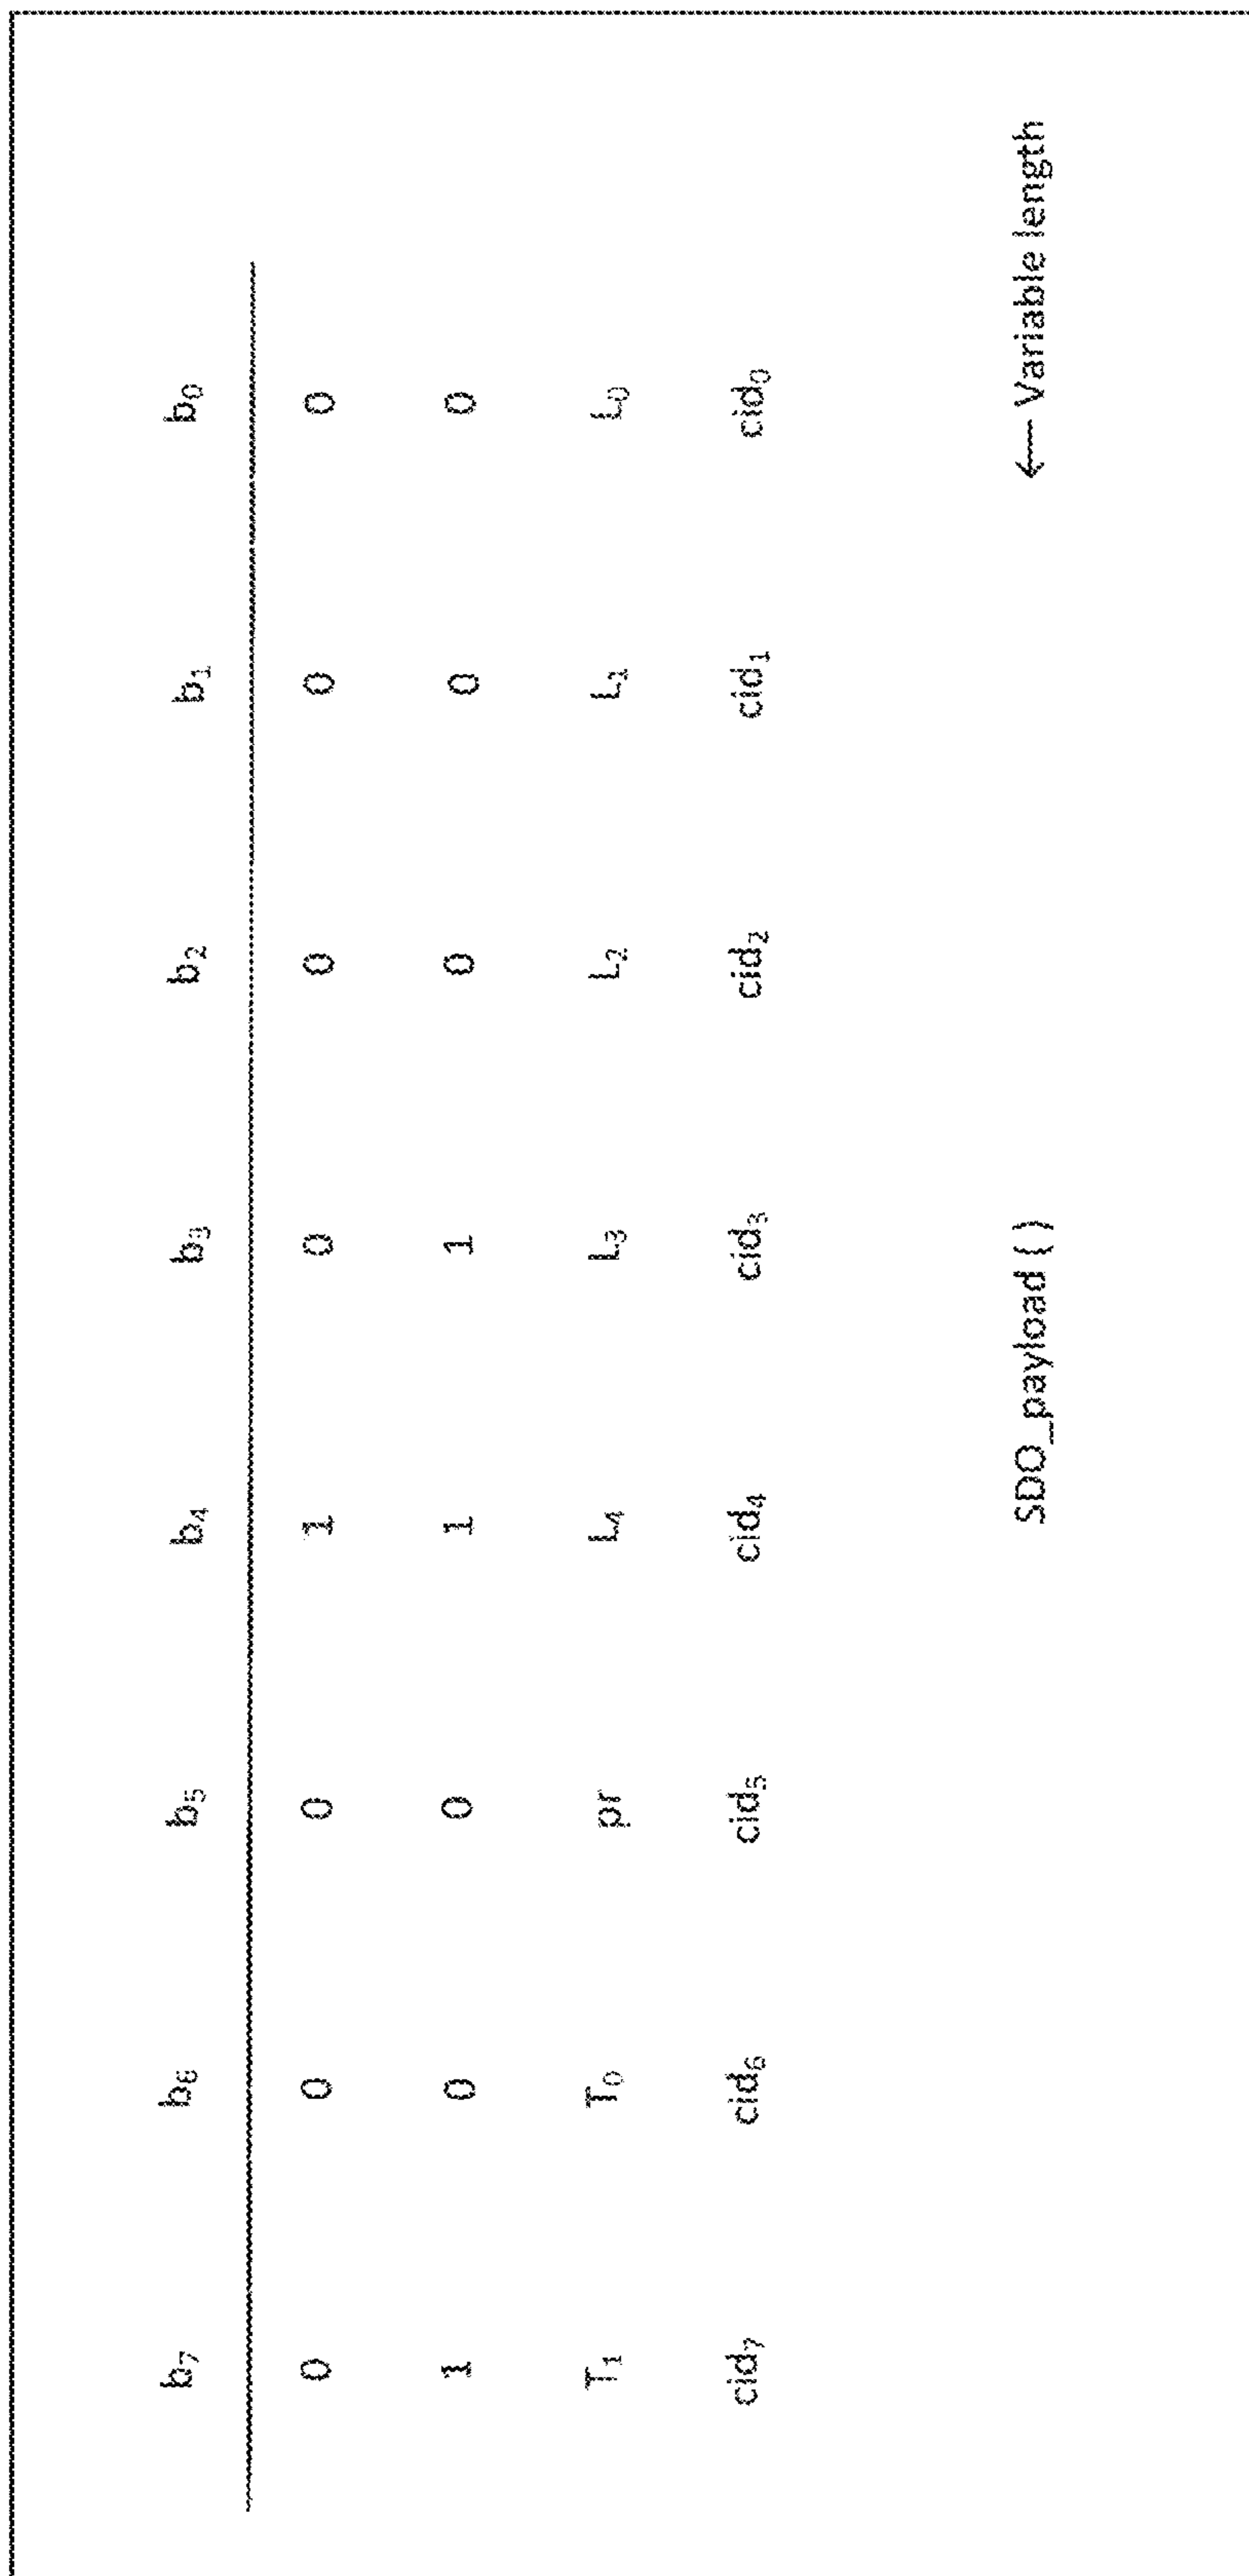 b₇ b₆ b₅ b₄ b₃ b₂ b₁ b₀
0 0 0 1 0 0 0 0
1 0 0 1 1 0 0 0
T₁ T₀ pr L₄ L₃ L₂ L₁ L₀
cid₇ cid₆ cid₅ cid₄ cid₃ cid₂ cid₁ cid₀
SDO_payload ( ) ← Variable length